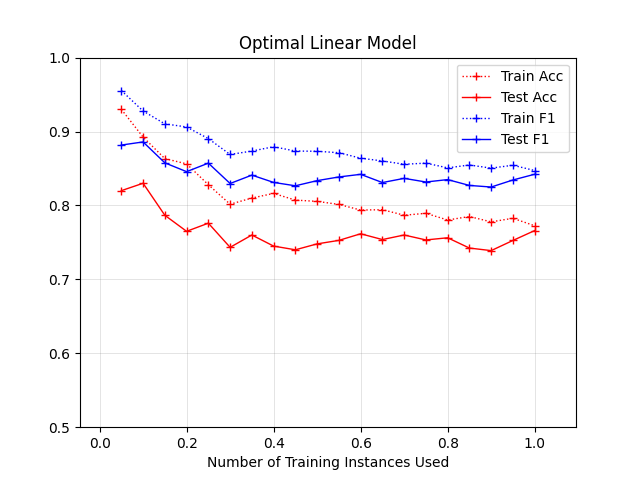 Optimal Linear Model
Train Acc
Test Acc
Train F1
Test F1
1.0
0.9
0.8
0.7
0.6
0.5
0.0 0.2 0.4 0.6 0.8 1.0
Number of Training Instances Used